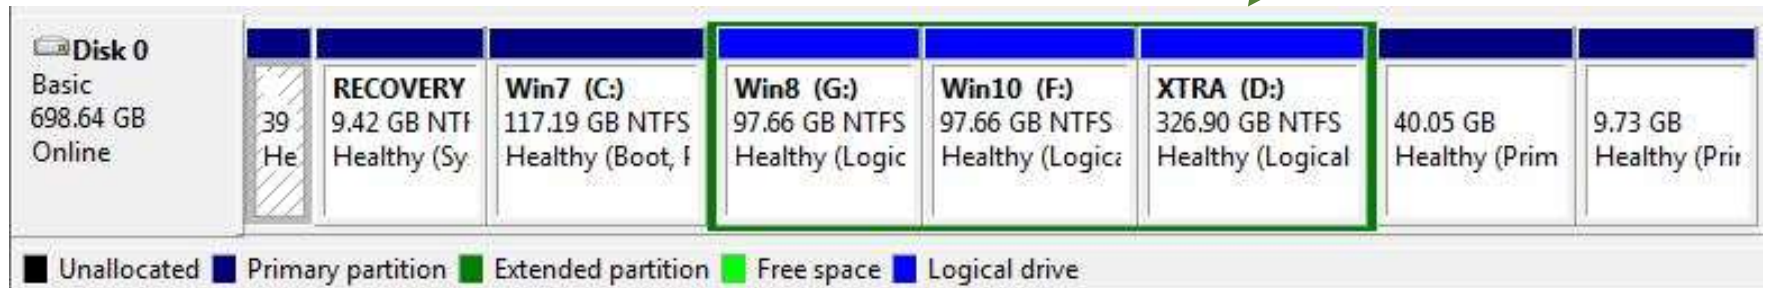 Disk 0
Basic
698.64 GB
Online
39
He
RECOVERY
9.42 GB NTF
Healthy (Sy
Win7 (C:)
117.19 GB NTFS
Healthy (Boot, P
Win8 (G:)
97.66 GB NTFS
Healthy (Logic
Win10 (F:)
97.66 GB NTFS
Healthy (Logica
XTRA (D:)
326.90 GB NTFS
Healthy (Logical
40.05 GB
Healthy (Prim
9.73 GB
Healthy (Prir
Unallocated Primary partition Extended partition Free space Logical drive